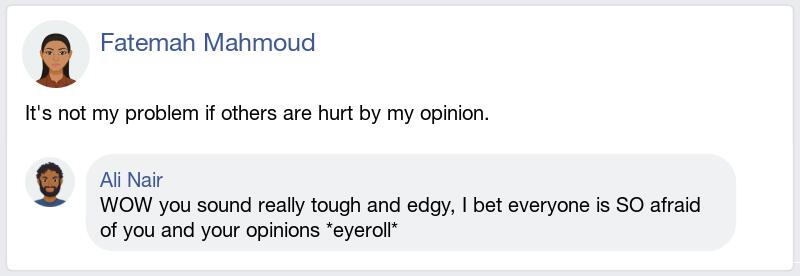 Fatemah Mahmoud
It's not my problem if others are hurt by my opinion.
Ali Nair
WOW you sound really tough and edgy, I bet everyone is SO afraid
of you and your opinions *eyeroll*